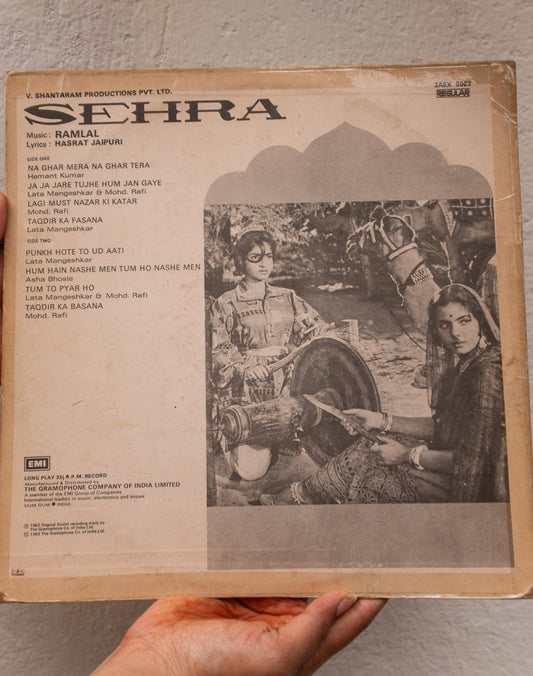 V. SHANTARAM PRODUCTIONS PVT. LTD.
SEHRA
2AEX 5023
REGULAR
Music : RAMLAL
Lyrics : HASRAT JAIPURI
SIDE ONE
NA GHAR MERA NA GHAR TERA
Hemant Kumar
JA JA JARE TUJHE HUM JAN GAYE
Lata Mangeshkar & Mohd. Rafi
LAGI MUST NAZAR KI KATAR
Mohd. Rafi
TAQDIR KA FASANA
Lata Mangeshkar
SIDE TWO
PUNKH HOTE TO UD AATI
Lata Mangeshkar
HUM HAIN NASHE MEN TUM HO NASHE MEN
Asha Bhosle
TUM TO PYAR HO
Lata Mangeshkar & Mohd. Rafi
TAQDIR KA BASANA
Mohd. Rafi
EMI
LONG PLAY 33⅓ R.P.M. RECORD
Manufactured & Distributed by
THE GRAMOPHONE COMPANY OF INDIA LIMITED
A member of the EMI Group of Companies
International leaders in music, electronics and leisure
DUM DUM ● INDIA
℗ 1963 Original Sound recording made by
The Gramophone Co. of India Ltd.
© 1983 The Gramophone Co. of India Ltd.